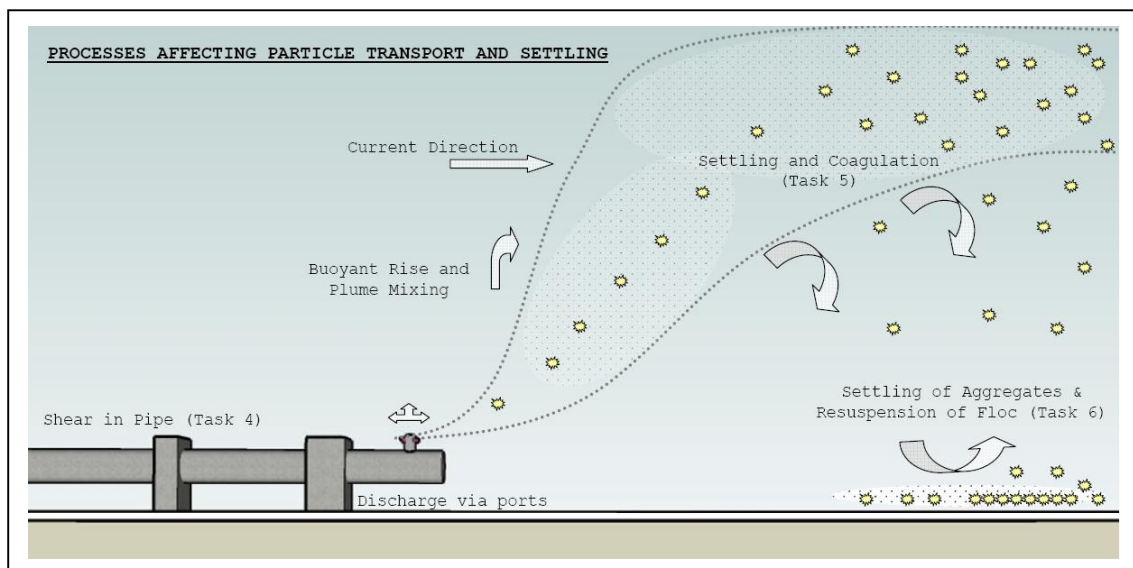 PROCESSES AFFECTING PARTICLE TRANSPORT AND SETTLING
Current Direction
Settling and Coagulation
(Task 5)
Buoyant Rise and
Plume Mixing
Settling of Aggregates &
Resuspension of Floc (Task 6)
Shear in Pipe (Task 4)
Discharge via ports